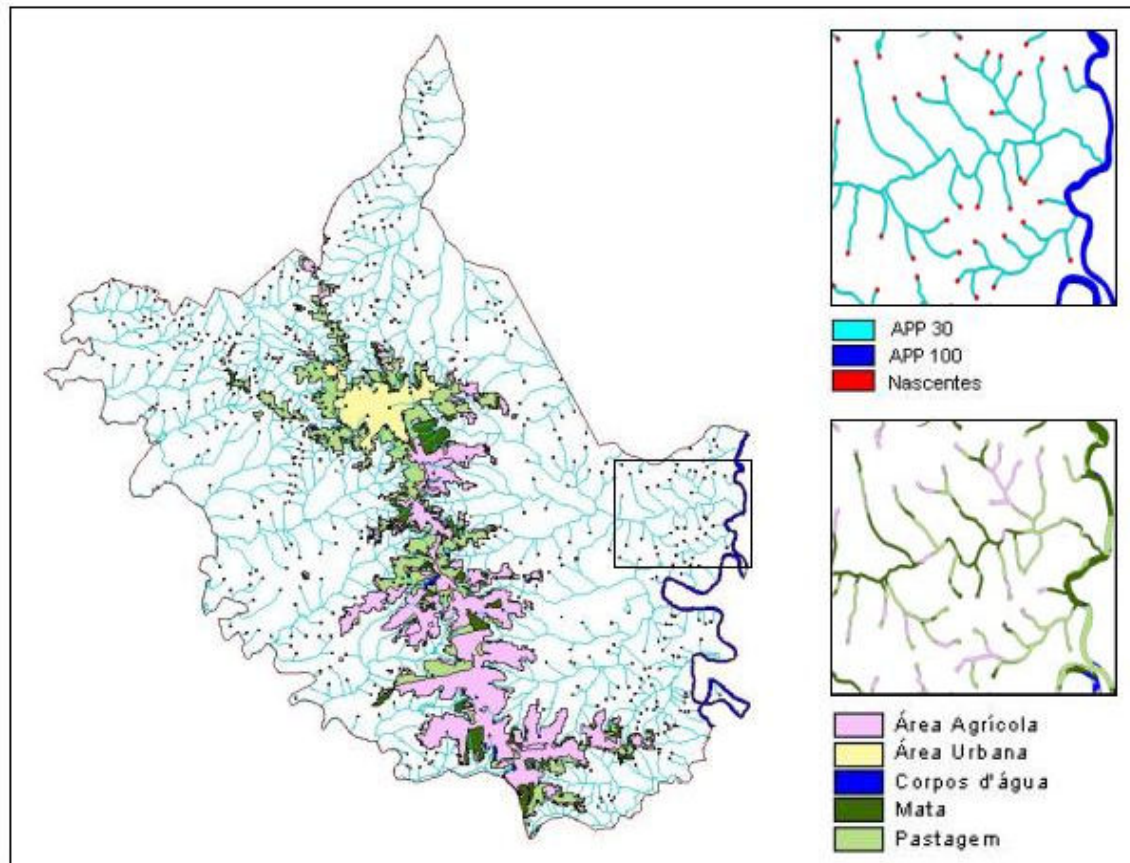 APP 30
APP 100
Nascentes
Área Agrícola
Área Urbana
Corpos d'água
Mata
Pastagem